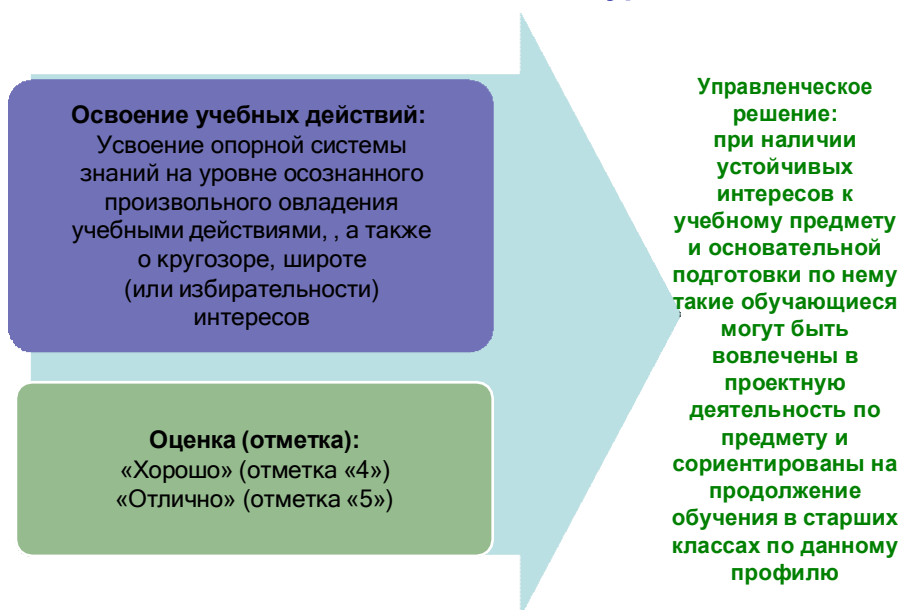 Освоение учебных действий:
Усвоение опорной системы
знаний на уровне осознанного
произвольного овладения
учебными действиями, , а также
о кругозоре, широте
(или избирательности)
интересов
Оценка (отметка):
«Хорошо» (отметка «4»)
«Отлично» (отметка «5»)
Управленческое
решение:
при наличии
устойчивых
интересов к
учебному предмету
и основательной
подготовки по нему
такие обучающиеся
могут быть
вовлечены в
проектную
деятельность по
предмету и
сориентированы на
продолжение
обучения в старших
классах по данному
профилю